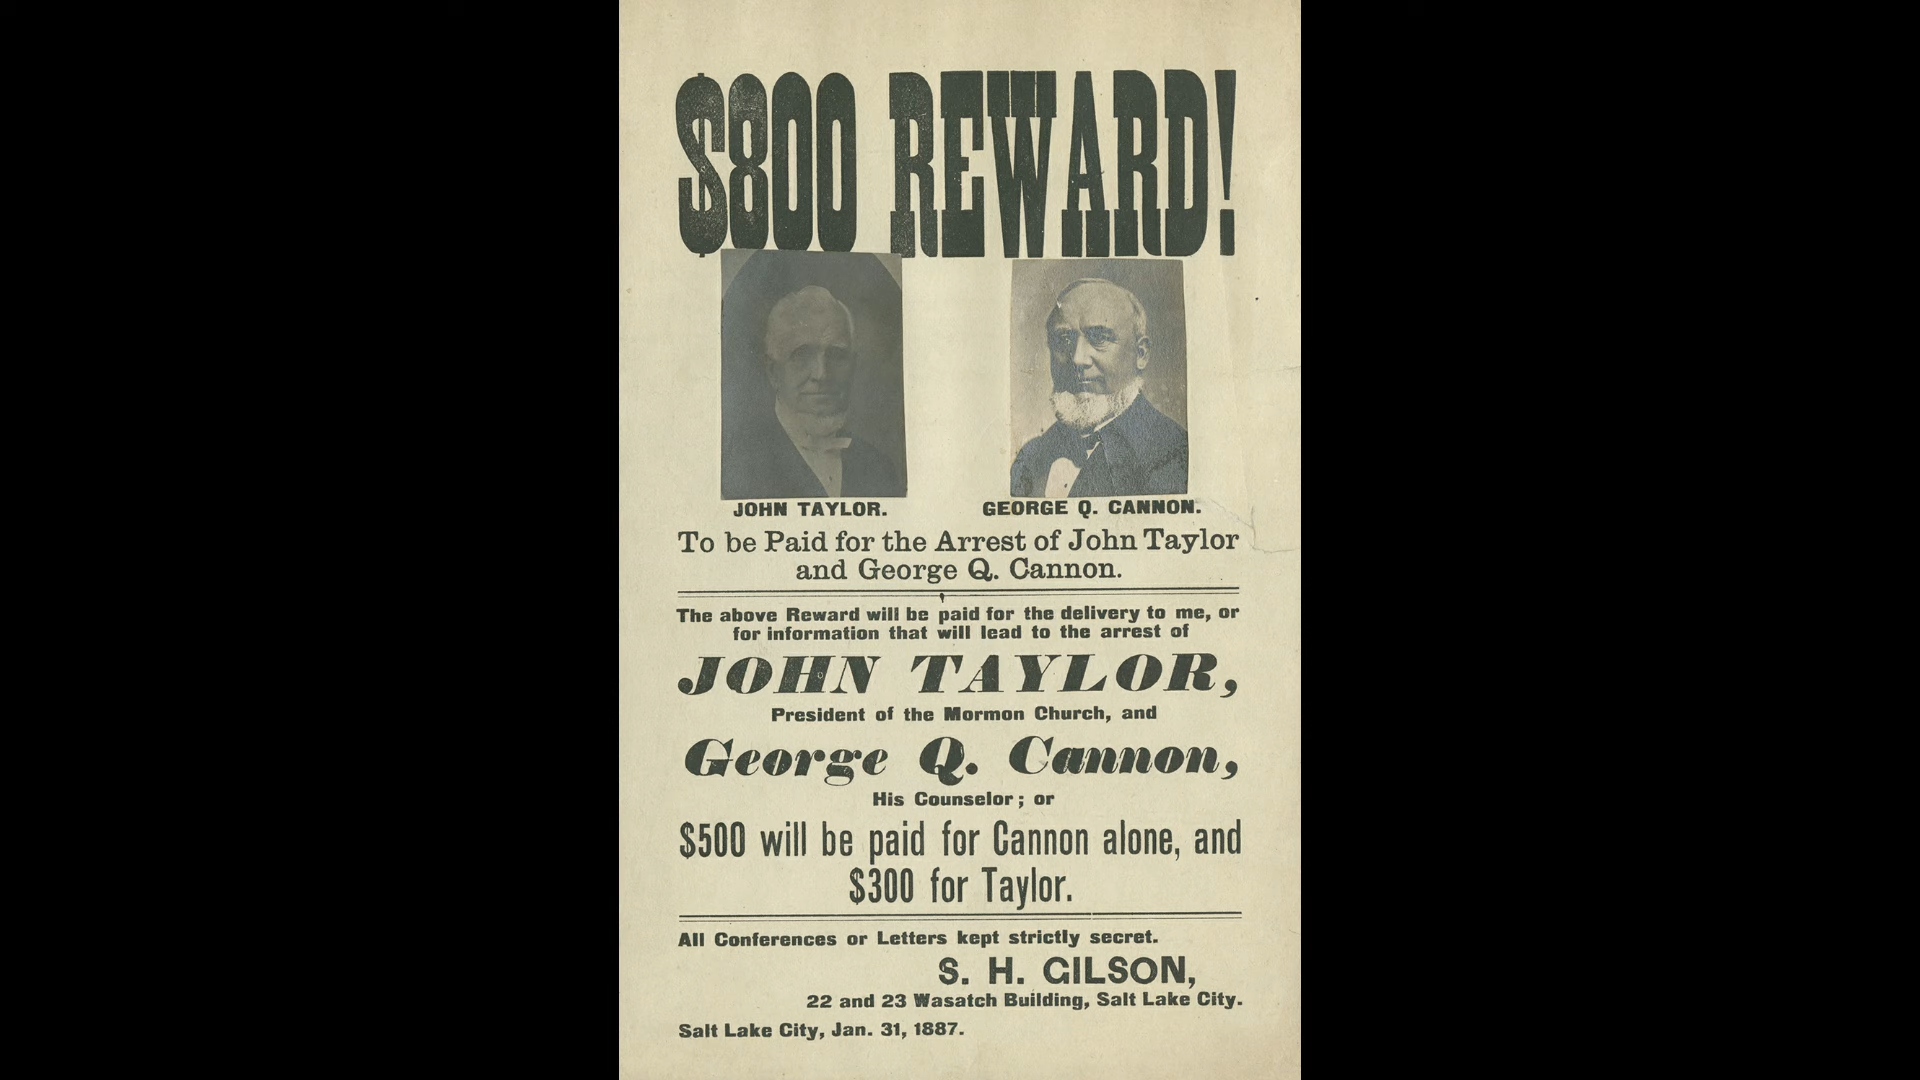 $800 REWARD!
JOHN TAYLOR.
GEORGE Q. CANNON.
To be Paid for the Arrest of John Taylor
and George Q. Cannon.
The above Reward will be paid for the delivery to me, or
for information that will lead to the arrest of
JOHN TAYLOR,
President of the Mormon Church, and
George Q. Cannon,
His Counselor; or
$500 will be paid for Cannon alone, and
$300 for Taylor.
All Conferences or Letters kept strictly secret.
S. H. GILSON,
22 and 23 Wasatch Building, Salt Lake City.
Salt Lake City, Jan. 31, 1887.